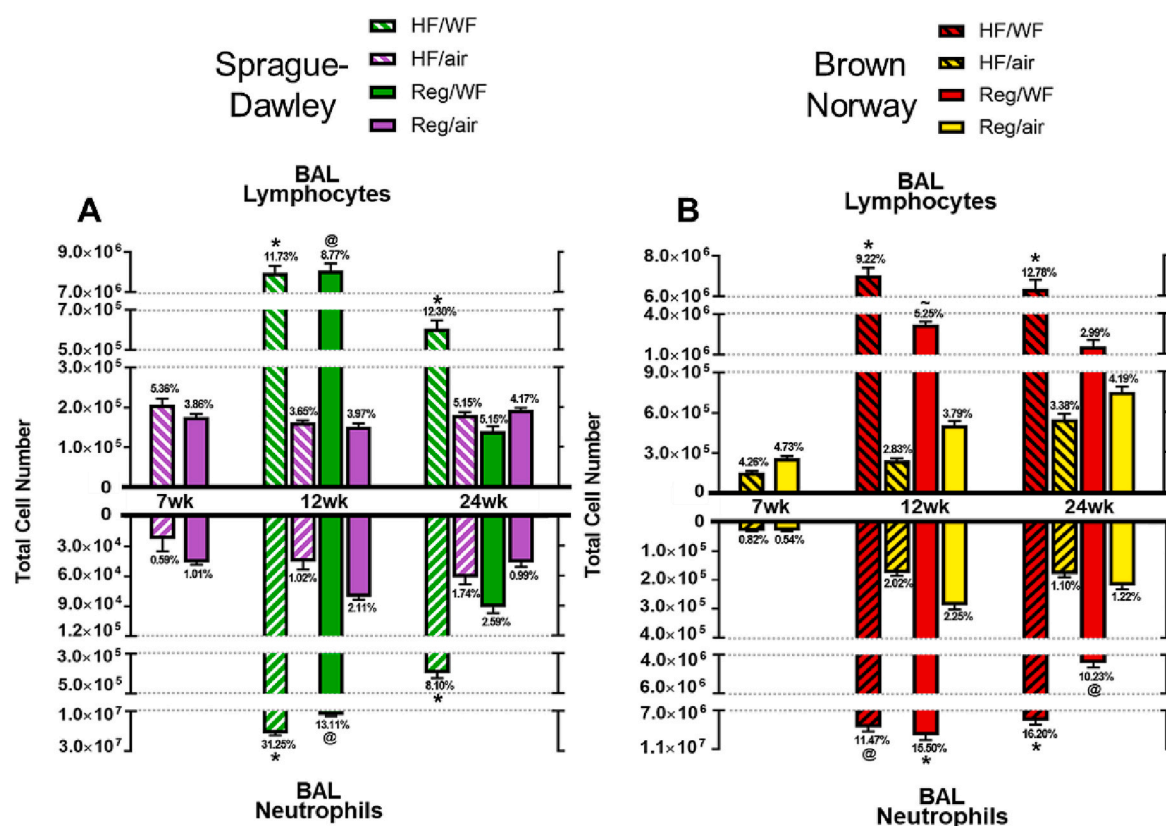 Sprague-
Dawley
HF/WF
HF/air
Reg/WF
Reg/air
Brown
Norway
HF/WF
HF/air
Reg/WF
Reg/air
A
BAL
Lymphocytes
Total Cell Number
9.0×10⁶
7.0×10⁶
7.0×10⁵
5.0×10⁵
3.0×10⁵
2.0×10⁵
1.0×10⁵
0
5.36%
3.86%
*
11.73%
3.65%
@
8.77%
3.97%
*
12.30%
5.15%
5.15%
4.17%
7wk
12wk
24wk
0
3.0×10⁴
6.0×10⁴
9.0×10⁴
1.2×10⁵
3.0×10⁵
5.0×10⁵
1.0×10⁷
3.0×10⁷
0.59%
1.01%
31.25%
*
1.02%
13.11%
@
2.11%
8.10%
*
1.74%
2.59%
0.99%
BAL
Neutrophils
B
BAL
Lymphocytes
Total Cell Number
8.0×10⁶
6.0×10⁶
4.0×10⁶
1.0×10⁶
9.0×10⁵
6.0×10⁵
3.0×10⁵
0
4.26%
4.73%
*
9.22%
2.83%
~
5.25%
3.79%
*
12.78%
3.38%
2.99%
4.19%
7wk
12wk
24wk
0
1.0×10⁵
2.0×10⁵
3.0×10⁵
4.0×10⁵
4.0×10⁶
6.0×10⁶
7.0×10⁶
1.1×10⁷
0.82%
0.54%
11.47%
@
2.02%
15.50%
*
2.25%
16.20%
*
1.10%
10.23%
@
1.22%
BAL
Neutrophils